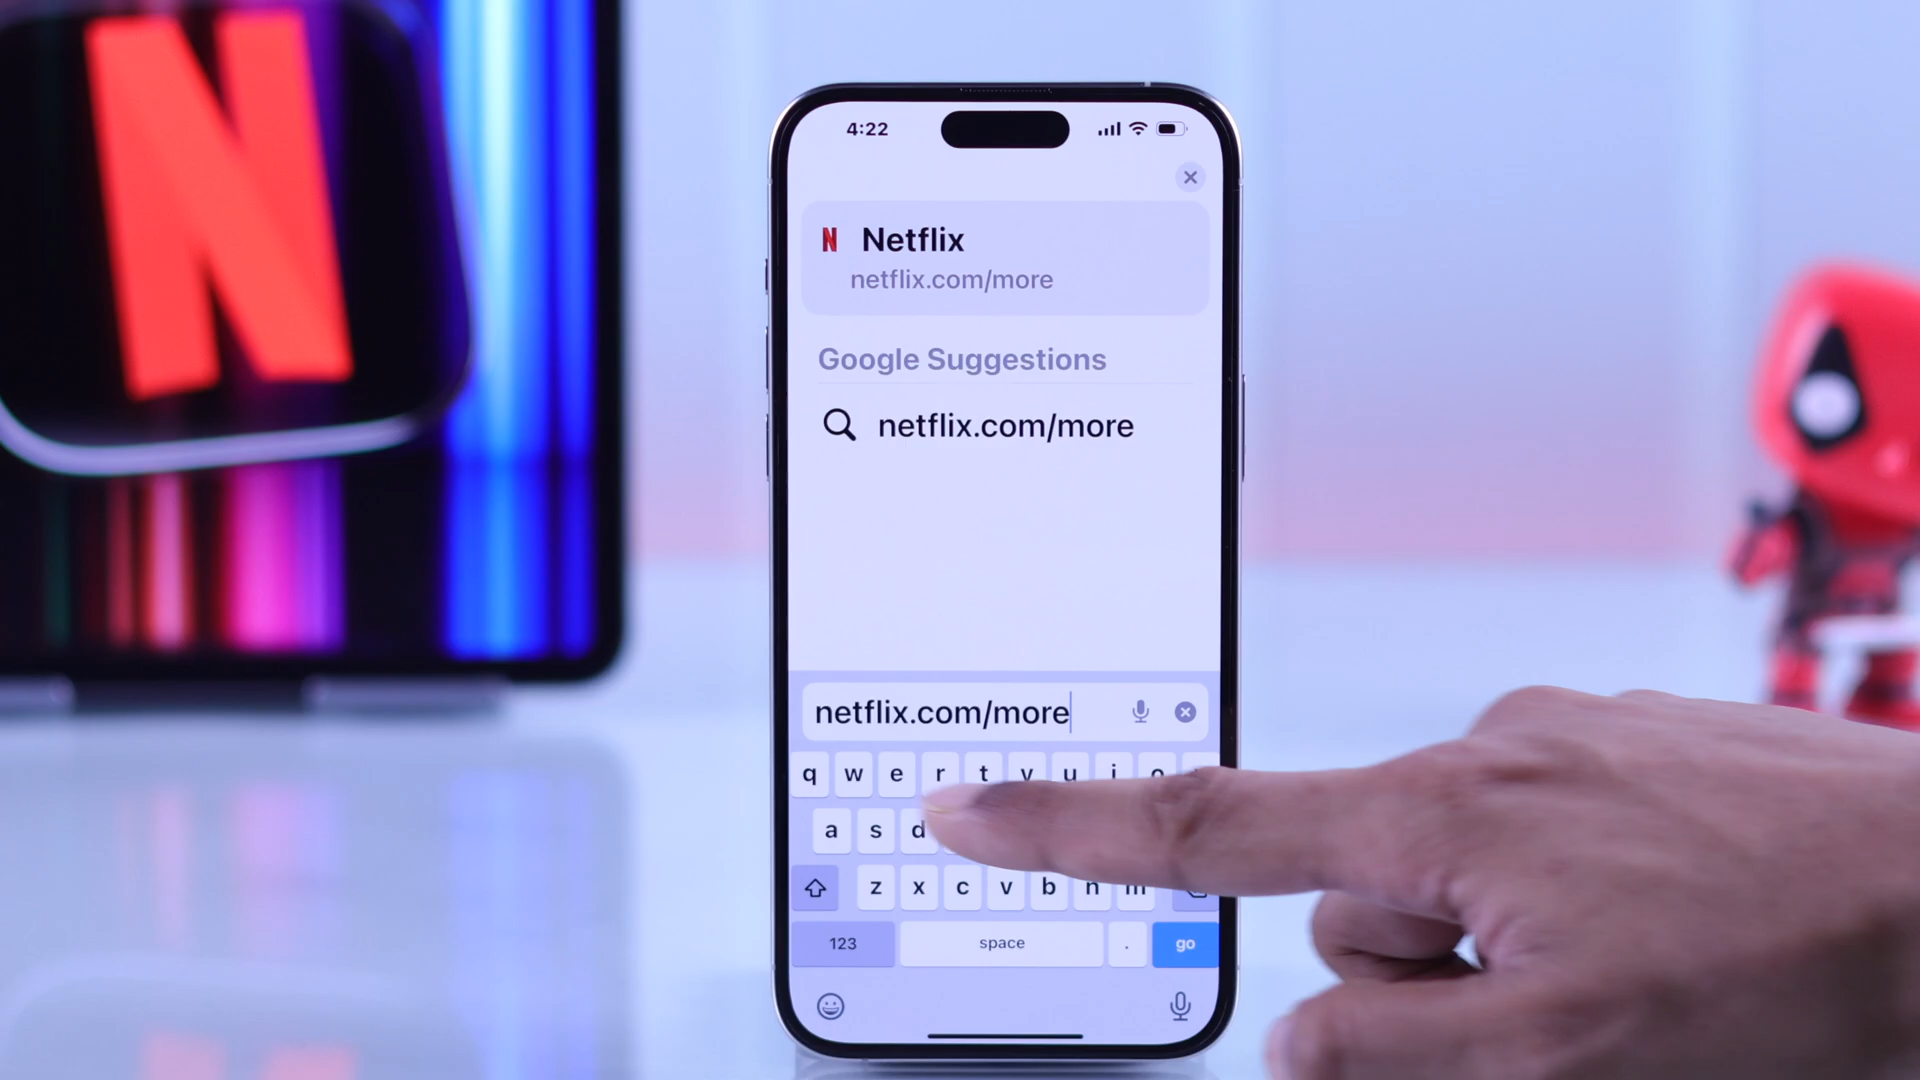 N
4:22
N Netflix
netflix.com/more
Google Suggestions
netflix.com/more
netflix.com/more
q w e r t y u i o
a s d
z x c v b n m
123 space . go